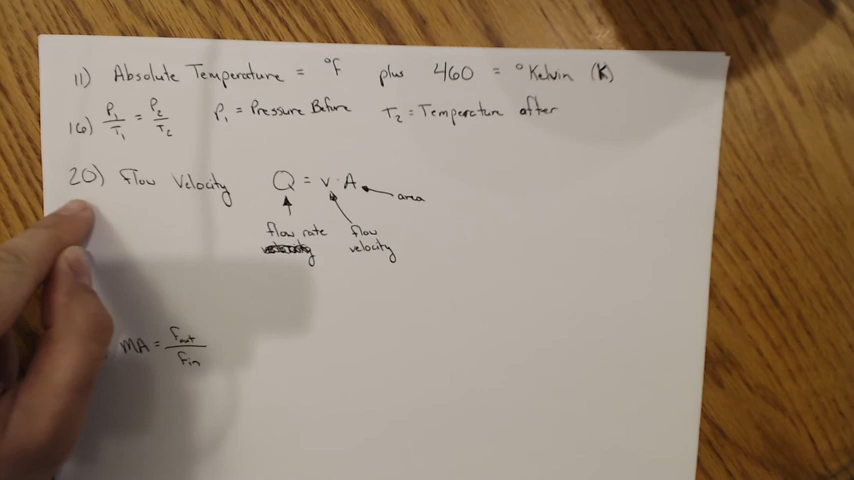 11) Absolute Temperature = °F plus 460 = °Kelvin (K)
16) P1/T1 = P2/T2 P1 = Pressure Before T2 = Temperature after
20) Flow Velocity Q = v · A area
flow rate flow
velocity
MA = Fout/Fin